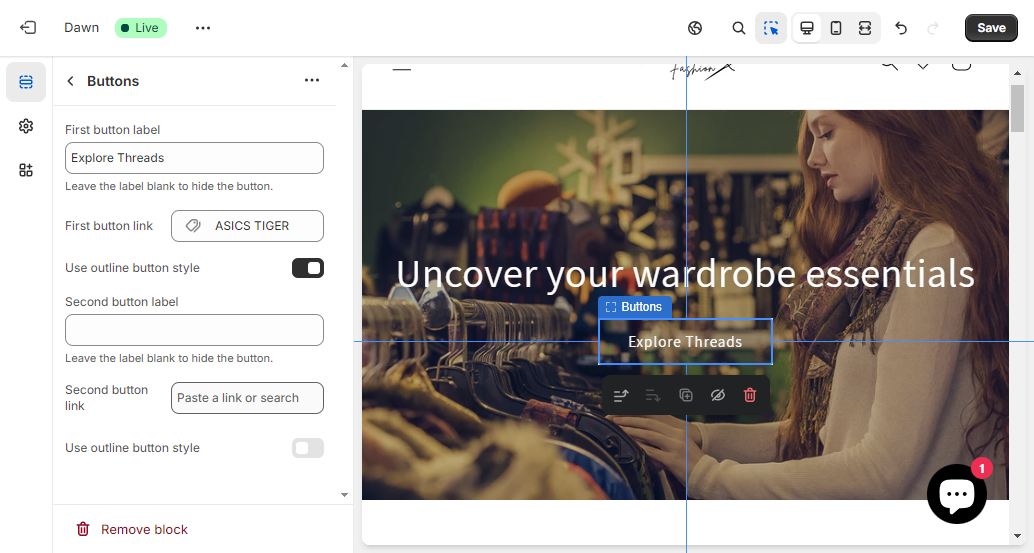 Dawn
Live
Save
Buttons
First button label
Explore Threads
Leave the label blank to hide the button.
First button link
ASICS TIGER
Use outline button style
Second button label
Leave the label blank to hide the button.
Second button
link
Paste a link or search
Use outline button style
Remove block
Fashion
Uncover your wardrobe essentials
Buttons
Explore Threads
1